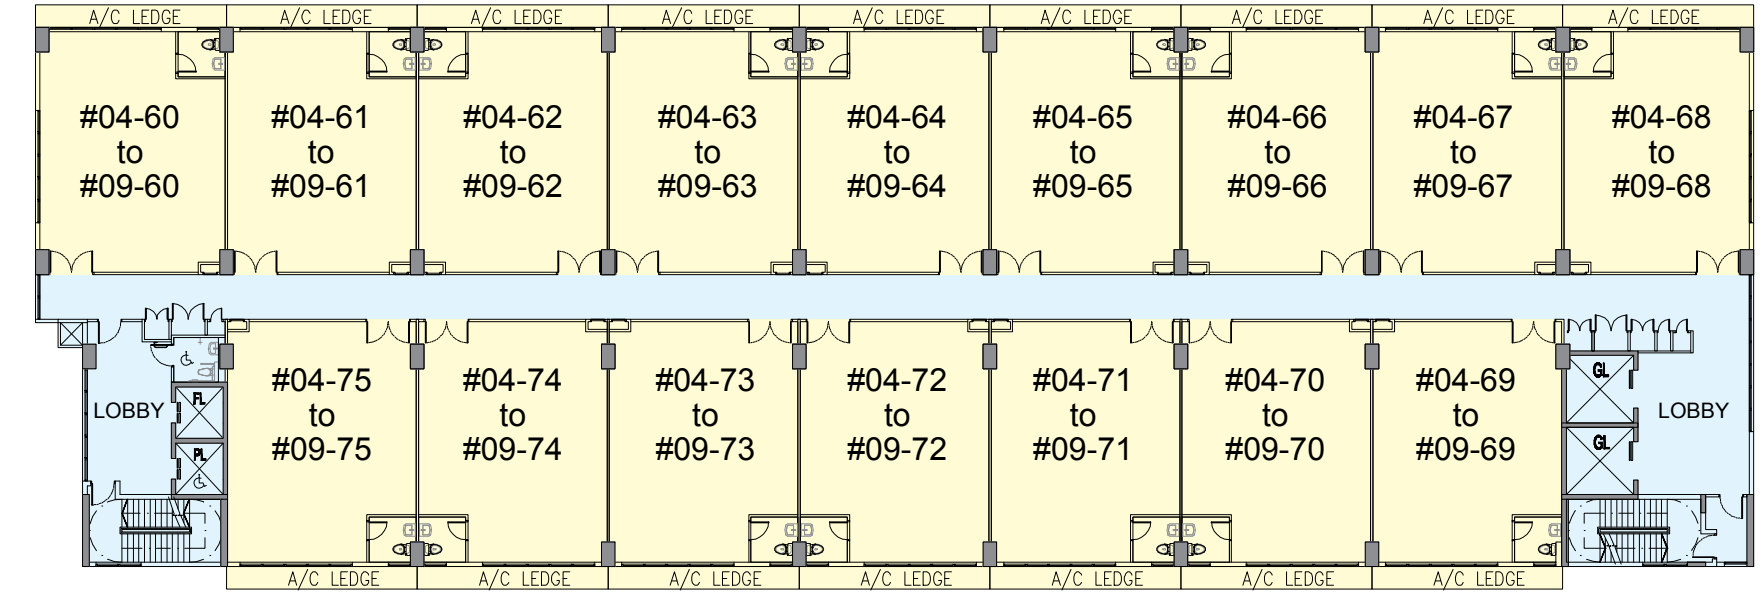 A/C LEDGE A/C LEDGE A/C LEDGE A/C LEDGE A/C LEDGE A/C LEDGE A/C LEDGE A/C LEDGE A/C LEDGE
#04-60 to #09-60
#04-61 to #09-61
#04-62 to #09-62
#04-63 to #09-63
#04-64 to #09-64
#04-65 to #09-65
#04-66 to #09-66
#04-67 to #09-67
#04-68 to #09-68
LOBBY
FL
PL
#04-75 to #09-75
#04-74 to #09-74
#04-73 to #09-73
#04-72 to #09-72
#04-71 to #09-71
#04-70 to #09-70
#04-69 to #09-69
GL
GL
LOBBY
A/C LEDGE A/C LEDGE A/C LEDGE A/C LEDGE A/C LEDGE A/C LEDGE A/C LEDGE